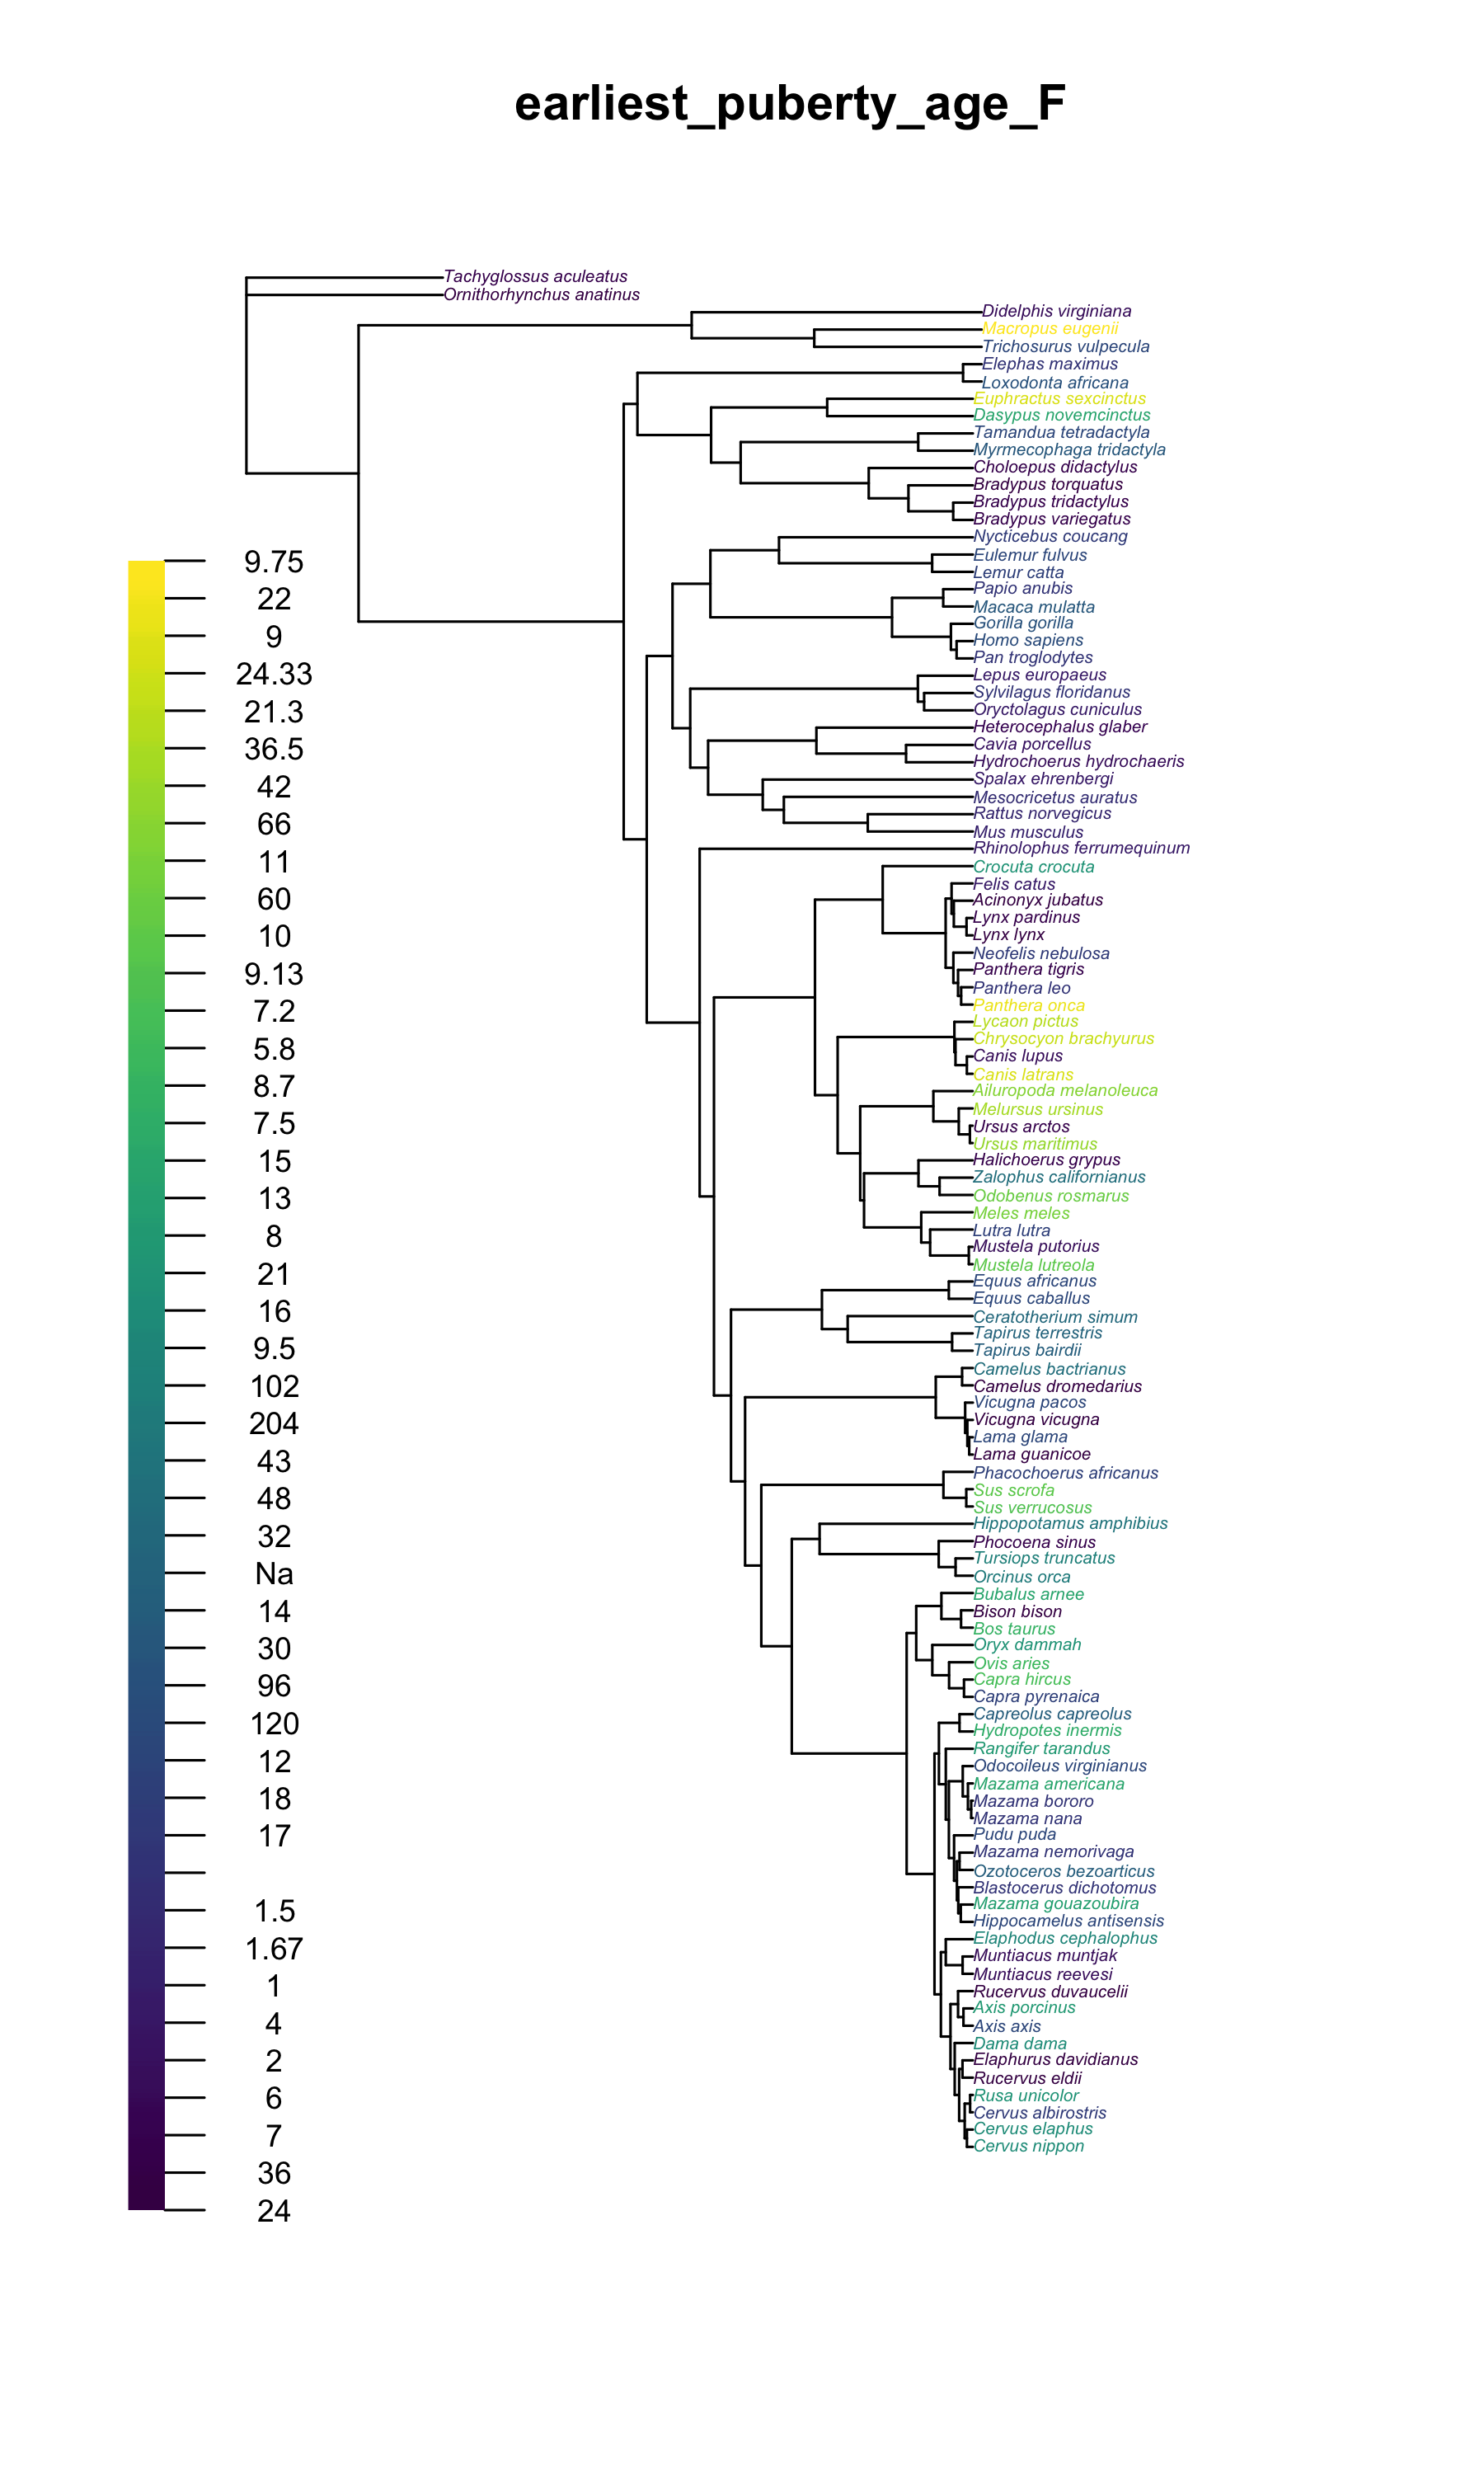 earliest_puberty_age_F
Tachyglossus aculeatus
Ornithorhynchus anatinus
Didelphis virginiana
Macropus eugenii
Trichosurus vulpecula
Elephas maximus
Loxodonta africana
Euphractus sexcinctus
Dasypus novemcinctus
Tamandua tetradactyla
Myrmecophaga tridactyla
Choloepus didactylus
Bradypus torquatus
Bradypus tridactylus
Bradypus variegatus
Nycticebus coucang
Eulemur fulvus
Lemur catta
Papio anubis
Macaca mulatta
Gorilla gorilla
Homo sapiens
Pan troglodytes
Lepus europaeus
Sylvilagus floridanus
Oryctolagus cuniculus
Heterocephalus glaber
Cavia porcellus
Hydrochoerus hydrochaeris
Spalax ehrenbergi
Mesocricetus auratus
Rattus norvegicus
Mus musculus
Rhinolophus ferrumequinum
Crocuta crocuta
Felis catus
Acinonyx jubatus
Lynx pardinus
Lynx lynx
Neofelis nebulosa
Panthera tigris
Panthera leo
Panthera onca
Lycaon pictus
Chrysocyon brachyurus
Canis lupus
Canis latrans
Ailuropoda melanoleuca
Melursus ursinus
Ursus arctos
Ursus maritimus
Halichoerus grypus
Zalophus californianus
Odobenus rosmarus
Meles meles
Lutra lutra
Mustela putorius
Mustela lutreola
Equus africanus
Equus caballus
Ceratotherium simum
Tapirus terrestris
Tapirus bairdii
Camelus bactrianus
Camelus dromedarius
Vicugna pacos
Vicugna vicugna
Lama glama
Lama guanicoe
Phacochoerus africanus
Sus scrofa
Sus verrucosus
Hippopotamus amphibius
Phocoena sinus
Tursiops truncatus
Orcinus orca
Bubalus arnee
Bison bison
Bos taurus
Oryx dammah
Ovis aries
Capra hircus
Capra pyrenaica
Capreolus capreolus
Hydropotes inermis
Rangifer tarandus
Odocoileus virginianus
Mazama americana
Mazama bororo
Mazama nana
Pudu puda
Mazama nemorivaga
Ozotoceros bezoarticus
Blastocerus dichotomus
Mazama gouazoubira
Hippocamelus antisensis
Elaphodus cephalophus
Muntiacus muntjak
Muntiacus reevesi
Rucervus duvaucelii
Axis porcinus
Axis axis
Dama dama
Elaphurus davidianus
Rucervus eldii
Rusa unicolor
Cervus albirostris
Cervus elaphus
Cervus nippon
9.75
22
9
24.33
21.3
36.5
42
66
11
60
10
9.13
7.2
5.8
8.7
7.5
15
13
8
21
16
9.5
102
204
43
48
32
Na
14
30
96
120
12
18
17
1.5
1.67
1
4
2
6
7
36
24